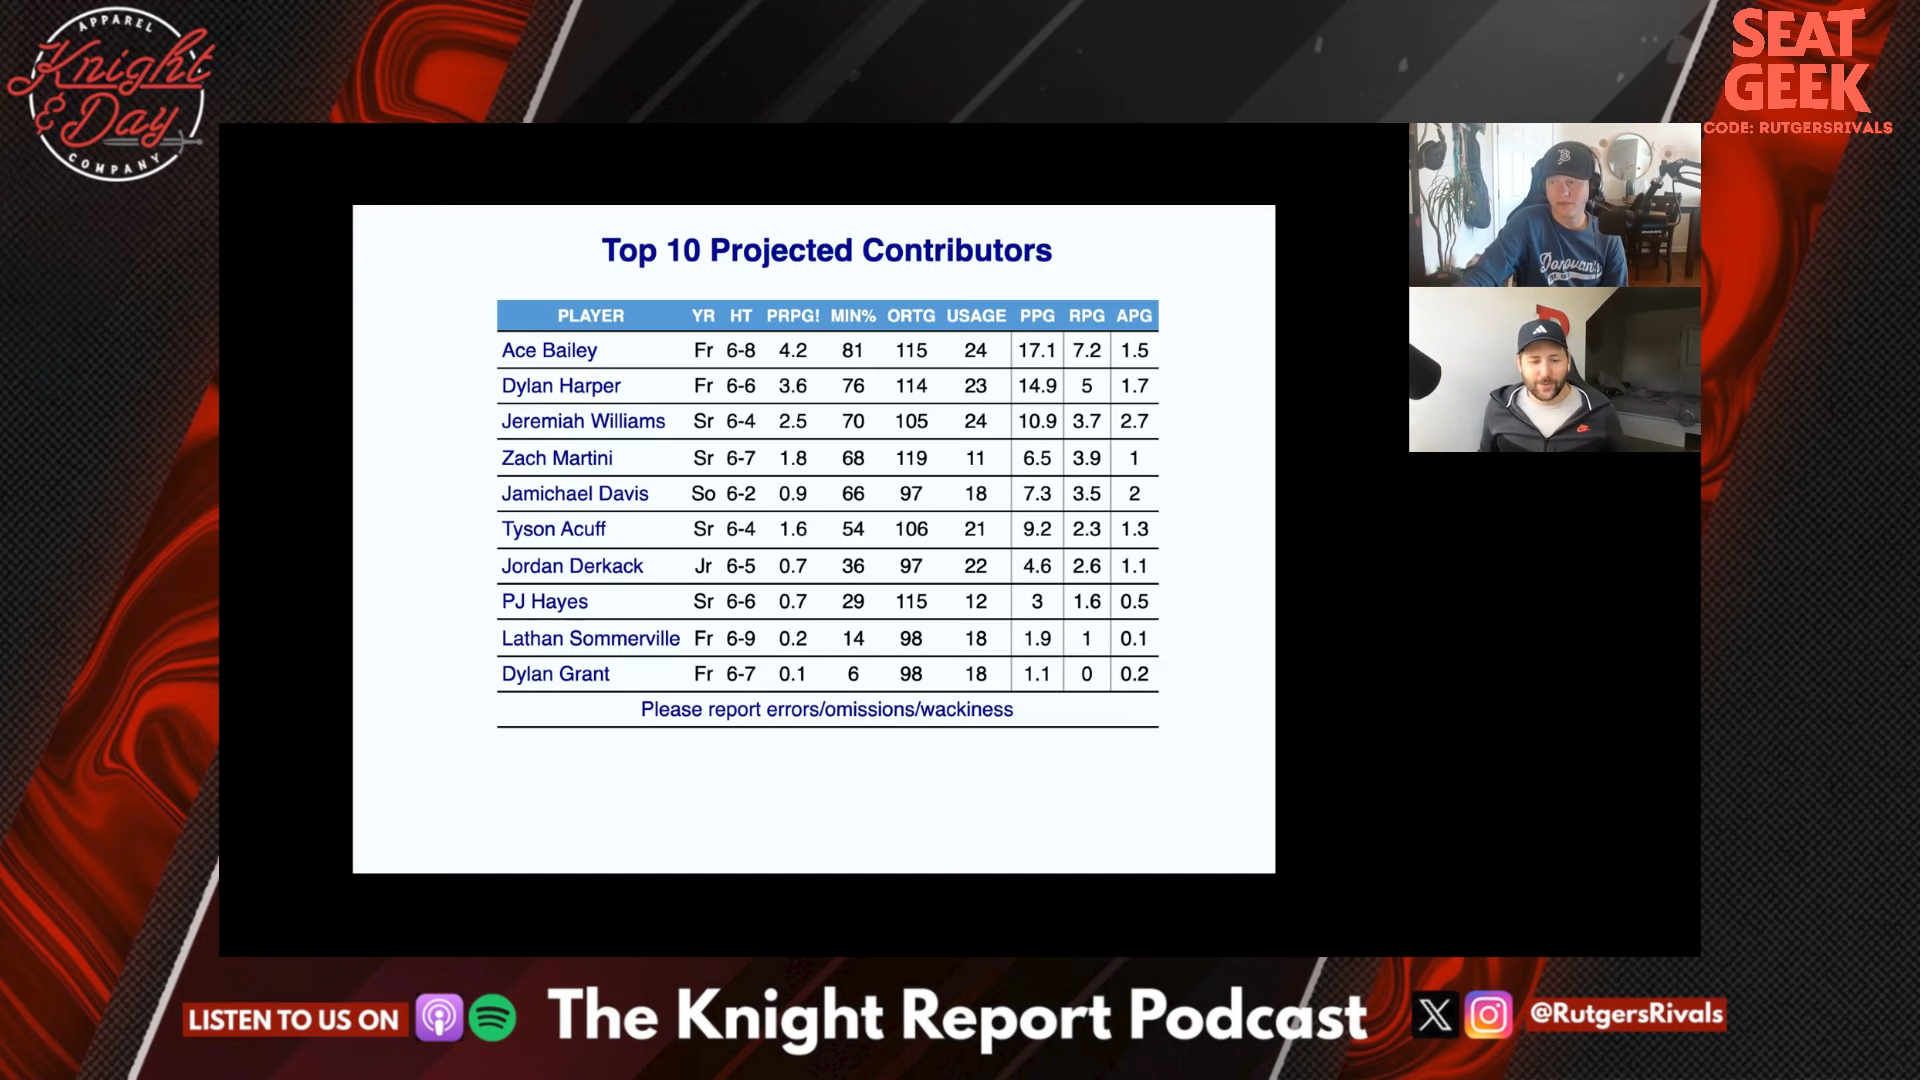 APPAREL
Knight
& Day
COMPANY
SEAT
GEEK
CODE: RUTGERSRIVALS
Top 10 Projected Contributors
PLAYER YR HT PRPG! MIN% ORTG USAGE PPG RPG APG
Ace Bailey Fr 6-8 4.2 81 115 24 17.1 7.2 1.5
Dylan Harper Fr 6-6 3.6 76 114 23 14.9 5 1.7
Jeremiah Williams Sr 6-4 2.5 70 105 24 10.9 3.7 2.7
Zach Martini Sr 6-7 1.8 68 119 11 6.5 3.9 1
Jamichael Davis So 6-2 0.9 66 97 18 7.3 3.5 2
Tyson Acuff Sr 6-4 1.6 54 106 21 9.2 2.3 1.3
Jordan Derkack Jr 6-5 0.7 36 97 22 4.6 2.6 1.1
PJ Hayes Sr 6-6 0.7 29 115 12 3 1.6 0.5
Lathan Sommerville Fr 6-9 0.2 14 98 18 1.9 1 0.1
Dylan Grant Fr 6-7 0.1 6 98 18 1.1 0 0.2
Please report errors/omissions/wackiness
B
Donovan's
R
LISTEN TO US ON
The Knight Report Podcast
@RutgersRivals